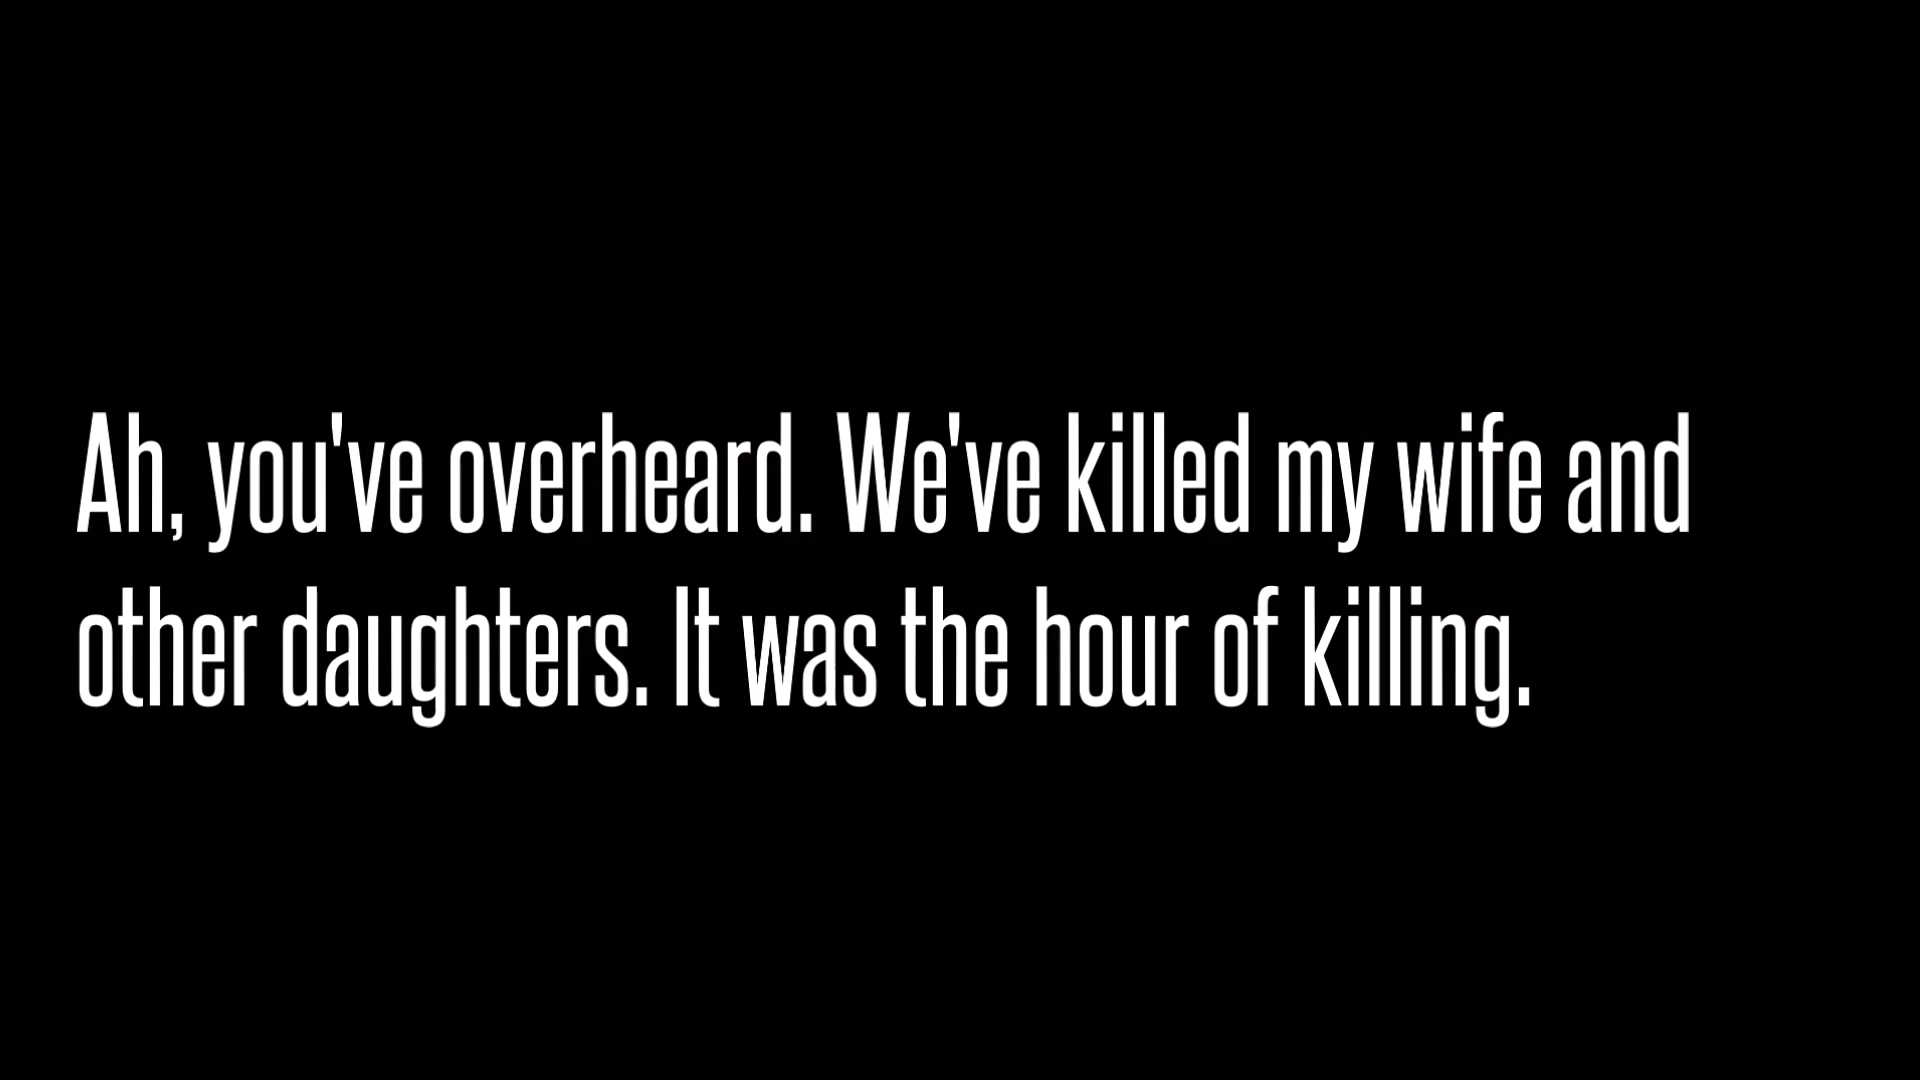 Ah, you've overheard. We've killed my wife and
other daughters. It was the hour of killing.